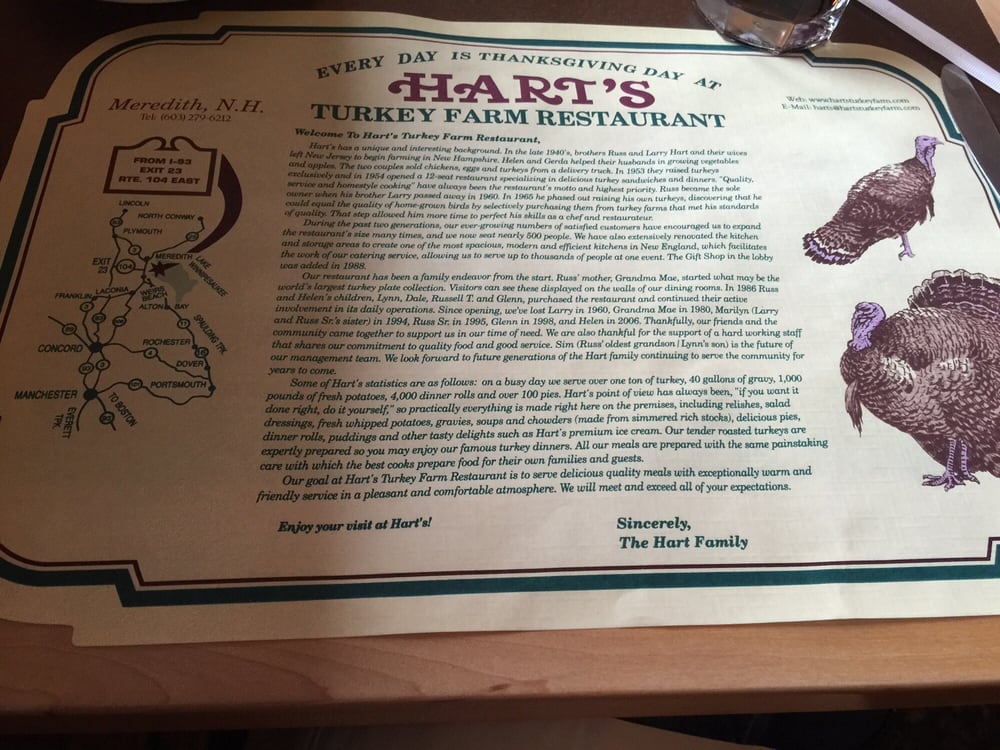 EVERY DAY IS THANKSGIVING DAY AT
HART'S
TURKEY FARM RESTAURANT
Meredith, N.H.
Tel: (603) 279-6212
Web: www.hartsturkeyfarm.com
E-Mail: harts@hartsturkeyfarm.com
FROM I-93
EXIT 23
RTE. 104 EAST
LINCOLN
NORTH CONWAY
PLYMOUTH
EXIT 23
104
MEREDITH
LAKE WINNIPESAUKEE
WEIRS BEACH
LACONIA
FRANKLIN
ALTON BAY
SPAULDING TPK.
11
ROCHESTER
4
CONCORD
DOVER
93
3
16
101
PORTSMOUTH
MANCHESTER
EVERETT TPK.
TO BOSTON
Welcome To Hart's Turkey Farm Restaurant,
Hart's has a unique and interesting background. In the late 1940's, brothers Russ and Larry Hart and their wives
left New Jersey to begin farming in New Hampshire. Helen and Gerda helped their husbands in growing vegetables
and apples. The two couples sold chickens, eggs and turkeys from a delivery truck. In 1953 they raised turkeys
exclusively and in 1954 opened a 12-seat restaurant specializing in delicious turkey sandwiches and dinners. "Quality,
service and homestyle cooking" have always been the restaurant's motto and highest priority. Russ became the sole
owner when his brother Larry passed away in 1960. In 1965 he phased out raising his own turkeys, discovering that he
could equal the quality of home-grown birds by selectively purchasing them from turkey farms that met his standards
of quality. That step allowed him more time to perfect his skills as a chef and restaurateur.
During the past two generations, our ever-growing numbers of satisfied customers have encouraged us to expand
the restaurant's size many times, and we now seat nearly 500 people. We have also extensively renovated the kitchen
and storage areas to create one of the most spacious, modern and efficient kitchens in New England, which facilitates
the work of our catering service, allowing us to serve up to thousands of people at one event. The Gift Shop in the lobby
was added in 1988.
Our restaurant has been a family endeavor from the start. Russ' mother, Grandma Mae, started what may be the
world's largest turkey plate collection. Visitors can see these displayed on the walls of our dining rooms. In 1986 Russ
and Helen's children, Lynn, Dale, Russell T. and Glenn, purchased the restaurant and continued their active
involvement in its daily operations. Since opening, we've lost Larry in 1960, Grandma Mae in 1980, Marilyn (Larry
and Russ Sr.'s sister) in 1994, Russ Sr. in 1995, Glenn in 1998, and Helen in 2006. Thankfully, our friends and the
community came together to support us in our time of need. We are also thankful for the support of a hard working staff
that shares our commitment to quality food and good service. Sim (Russ' oldest grandson/Lynn's son) is the future of
our management team. We look forward to future generations of the Hart family continuing to serve the community for
years to come.
Some of Hart's statistics are as follows: on a busy day we serve over one ton of turkey, 40 gallons of gravy, 1,000
pounds of fresh potatoes, 4,000 dinner rolls and over 100 pies. Hart's point of view has always been, "if you want it
done right, do it yourself," so practically everything is made right here on the premises, including relishes, salad
dressings, fresh whipped potatoes, gravies, soups and chowders (made from simmered rich stocks), delicious pies,
dinner rolls, puddings and other tasty delights such as Hart's premium ice cream. Our tender roasted turkeys are
expertly prepared so you may enjoy our famous turkey dinners. All our meals are prepared with the same painstaking
care with which the best cooks prepare food for their own families and guests.
Our goal at Hart's Turkey Farm Restaurant is to serve delicious quality meals with exceptionally warm and
friendly service in a pleasant and comfortable atmosphere. We will meet and exceed all of your expectations.
Enjoy your visit at Hart's!
Sincerely,
The Hart Family